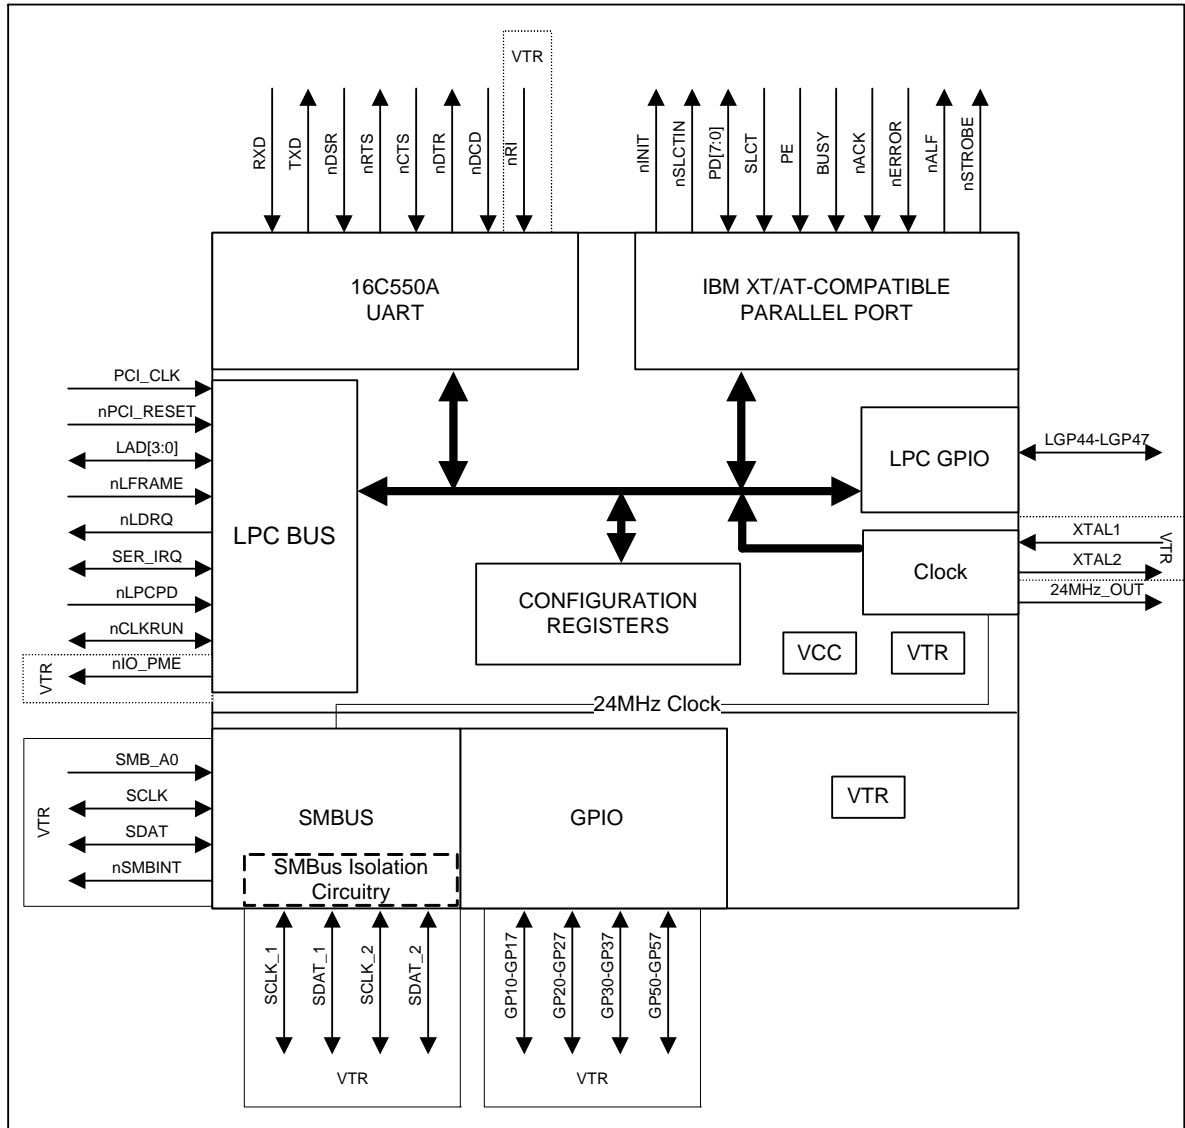 VTR
RXD
TXD
nDSR
nRTS
nCTS
nDTR
nDCD
nRI
nINIT
nSLCTIN
PD[7:0]
SLCT
PE
BUSY
nACK
nERROR
nALF
nSTROBE
16C550A
UART
IBM XT/AT-COMPATIBLE
PARALLEL PORT
PCI_CLK
nPCI_RESET
LAD[3:0]
nLFRAME
nLDRQ
SER_IRQ
nLPCPD
nCLKRUN
nIO_PME
VTR
LPC BUS
LPC GPIO
LGP44-LGP47
Clock
XTAL1
XTAL2
VTR
24MHz_OUT
CONFIGURATION
REGISTERS
VCC
VTR
24MHz Clock
SMB_A0
SCLK
SDAT
nSMBINT
VTR
SMBUS
SMBus Isolation
Circuitry
GPIO
VTR
SCLK_1
SDAT_1
SCLK_2
SDAT_2
VTR
GP10-GP17
GP20-GP27
GP30-GP37
GP50-GP57
VTR